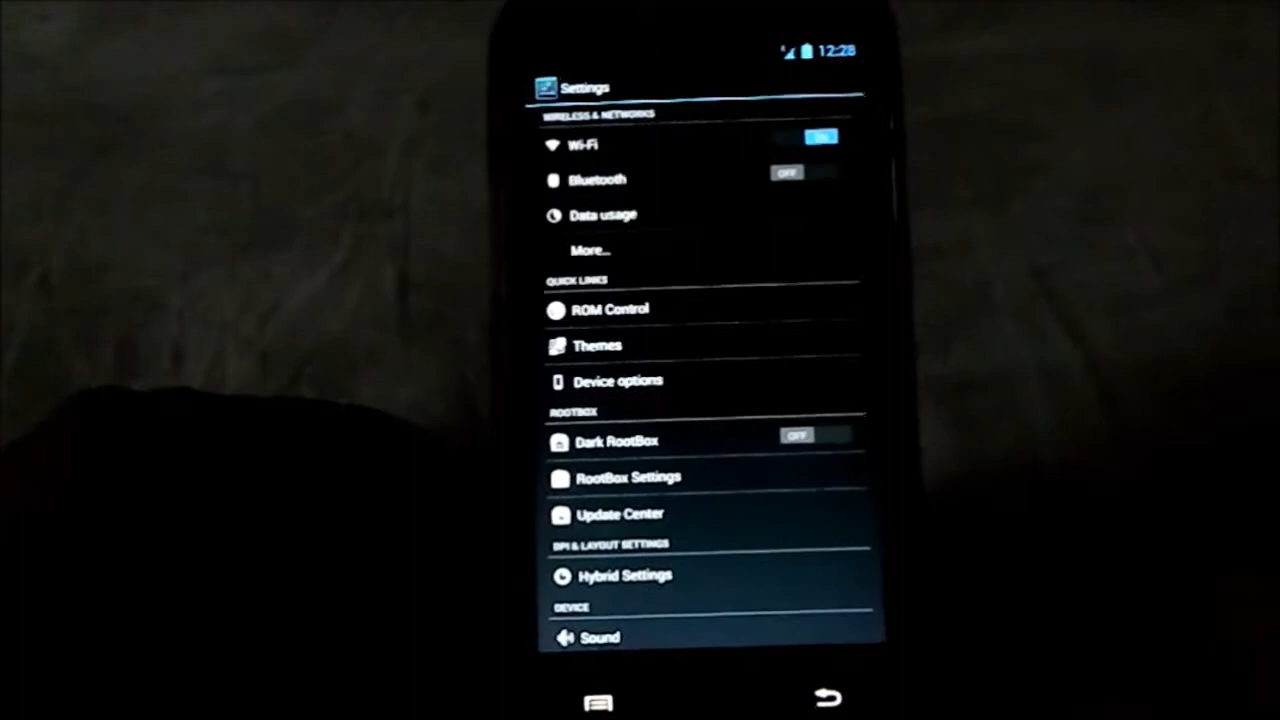 12:28
Settings
WIRELESS & NETWORKS
Wi-Fi
Bluetooth OFF
Data usage
More...
QUICK LINKS
ROM Control
Themes
Device options
ROOTBOX
Dark RootBox OFF
RootBox Settings
Update Center
DPI & LAYOUT SETTINGS
Hybrid Settings
DEVICE
Sound